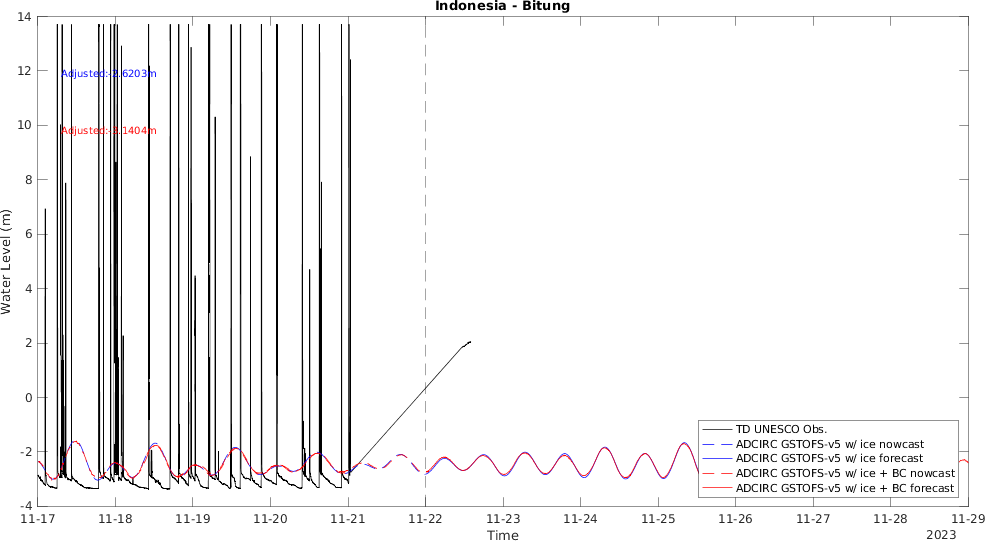 Indonesia - Bitung
14
12
10
8
6
4
2
0
-2
-4
Water Level (m)
Adjusted:-2.6203m
TD UNESCO Obs.
ADCIRC GSTOFS-v5 w/ ice nowcast
ADCIRC GSTOFS-v5 w/ ice forecast
ADCIRC GSTOFS-v5 w/ ice + BC nowcast
ADCIRC GSTOFS-v5 w/ ice + BC forecast
11-17 11-18 11-19 11-20 11-21 11-22 11-23 11-24 11-25 11-26 11-27 11-28 11-29
Time
2023